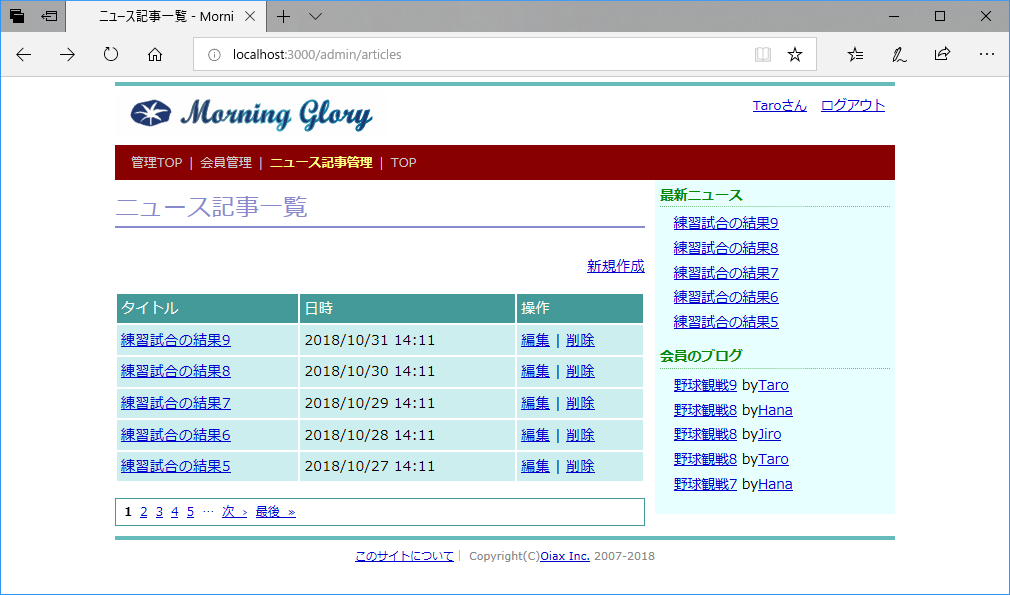 ニュース記事一覧 - Morni
localhost:3000/admin/articles
Morning Glory
Taroさん ログアウト
管理TOP | 会員管理 | ニュース記事管理 | TOP
ニュース記事一覧
新規作成
タイトル 日時 操作
練習試合の結果9 2018/10/31 14:11 編集 | 削除
練習試合の結果8 2018/10/30 14:11 編集 | 削除
練習試合の結果7 2018/10/29 14:11 編集 | 削除
練習試合の結果6 2018/10/28 14:11 編集 | 削除
練習試合の結果5 2018/10/27 14:11 編集 | 削除
1 2 3 4 5 … 次 › 最後 »
最新ニュース
練習試合の結果9
練習試合の結果8
練習試合の結果7
練習試合の結果6
練習試合の結果5
会員のブログ
野球観戦9 byTaro
野球観戦8 byHana
野球観戦8 byJiro
野球観戦8 byTaro
野球観戦7 byHana
このサイトについて | Copyright(C)Oiax Inc. 2007-2018